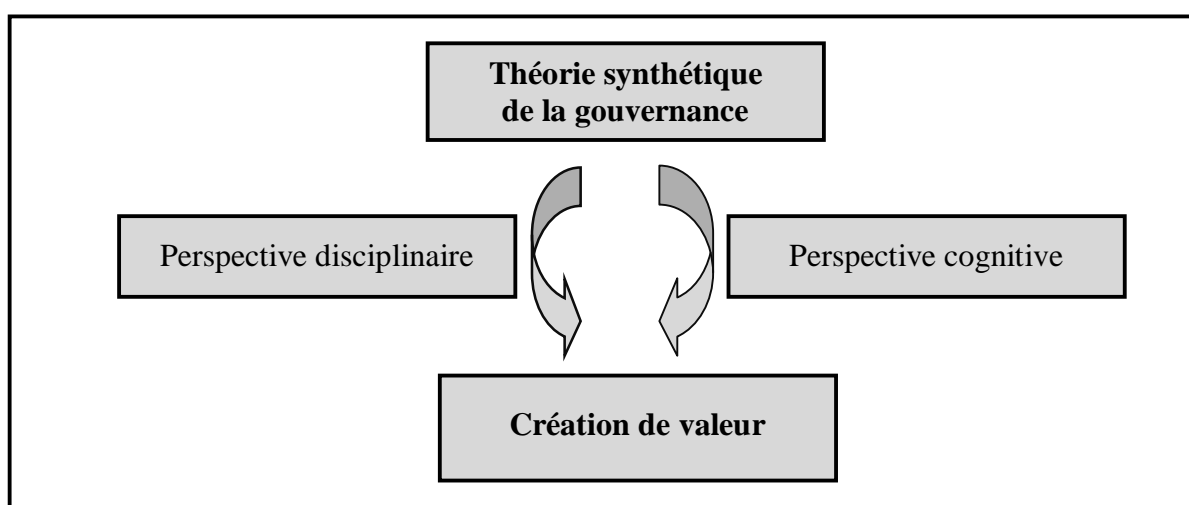 Théorie synthétique
de la gouvernance
Perspective disciplinaire
Perspective cognitive
Création de valeur